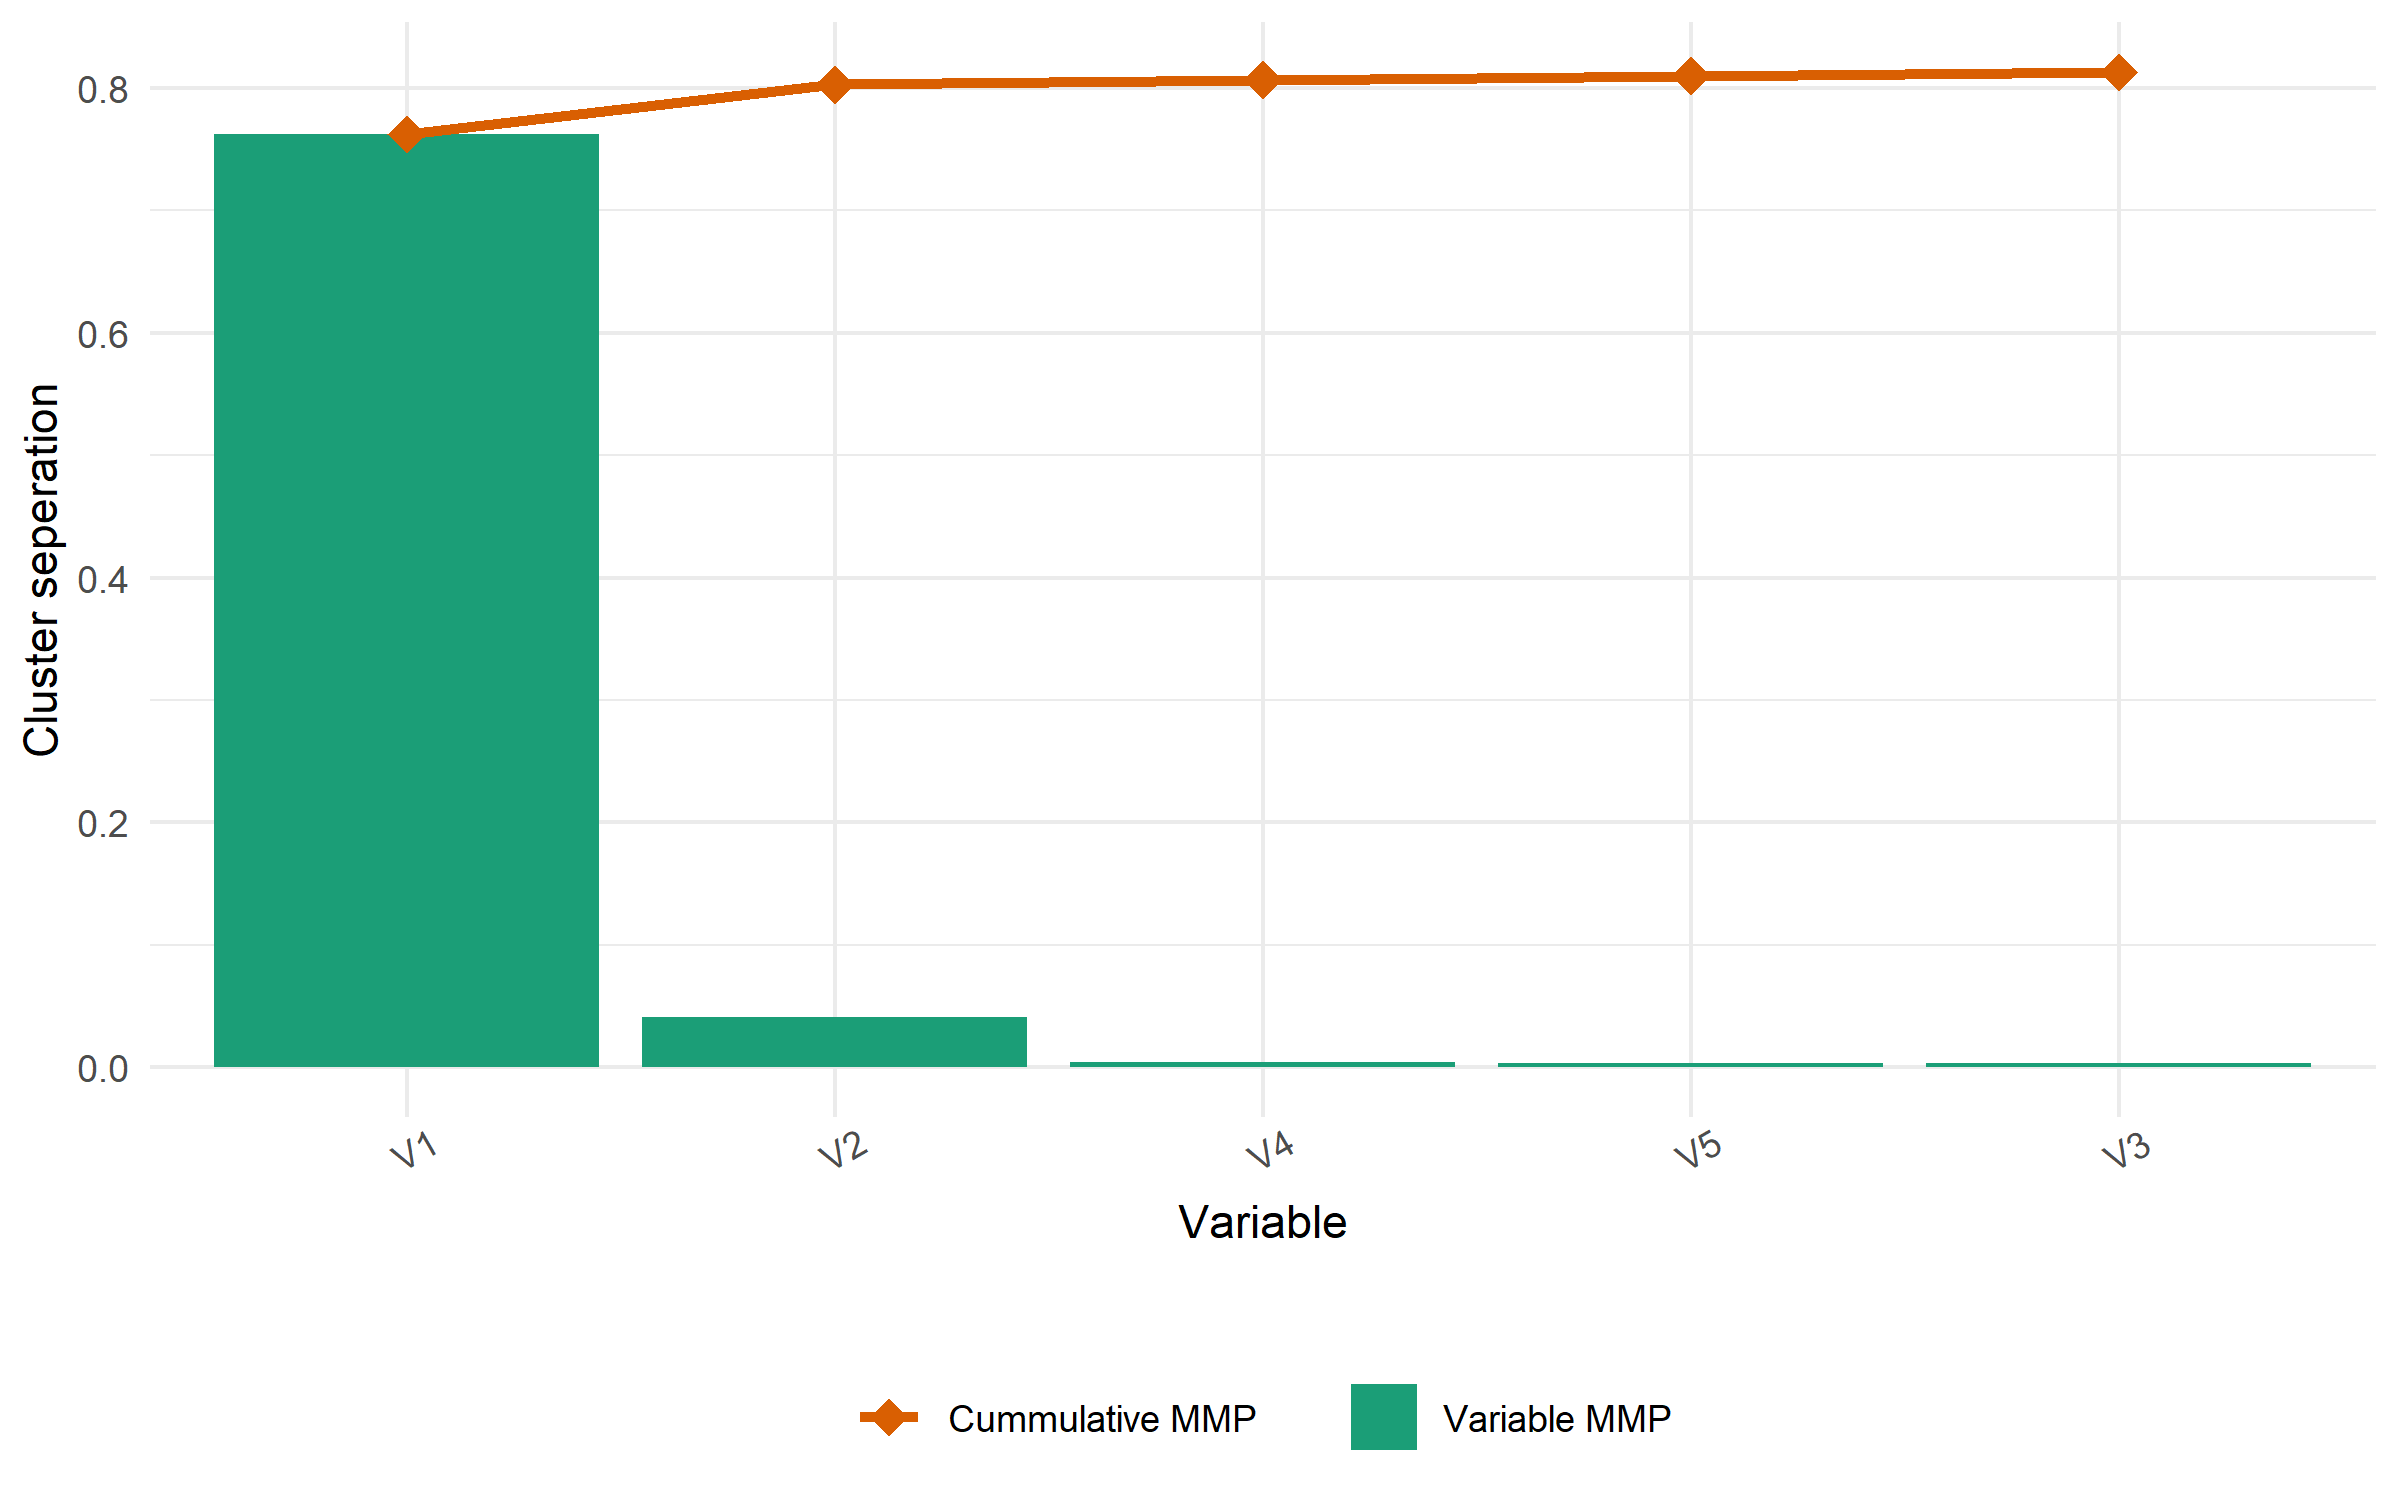 0.8
0.6
0.4
0.2
0.0
Cluster seperation
V1 V2 V4 V5 V3
Variable
Cummulative MMP Variable MMP